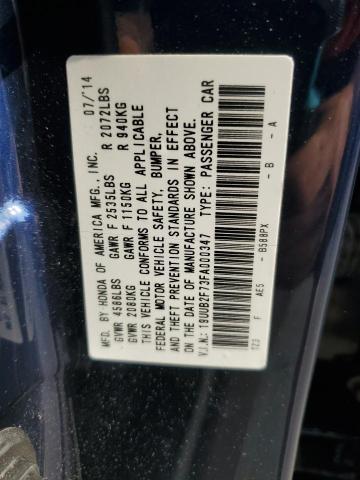 MFD. BY HONDA OF AMERICA MFG., INC. 07/'14
GVWR 4586LBS GAWR F 2535LBS R 2072LBS
GVWR 2080KG GAWR F 1150KG R 940KG
THIS VEHICLE CONFORMS TO ALL APPLICABLE
FEDERAL MOTOR VEHICLE SAFETY, BUMPER,
AND THEFT PREVENTION STANDARDS IN EFFECT
ON THE DATE OF MANUFACTURE SHOWN ABOVE.
V.I.N.: 19UUB2F73FA000347 TYPE: PASSENGER CAR
TZ3 F AE5 - B588PX - B - A